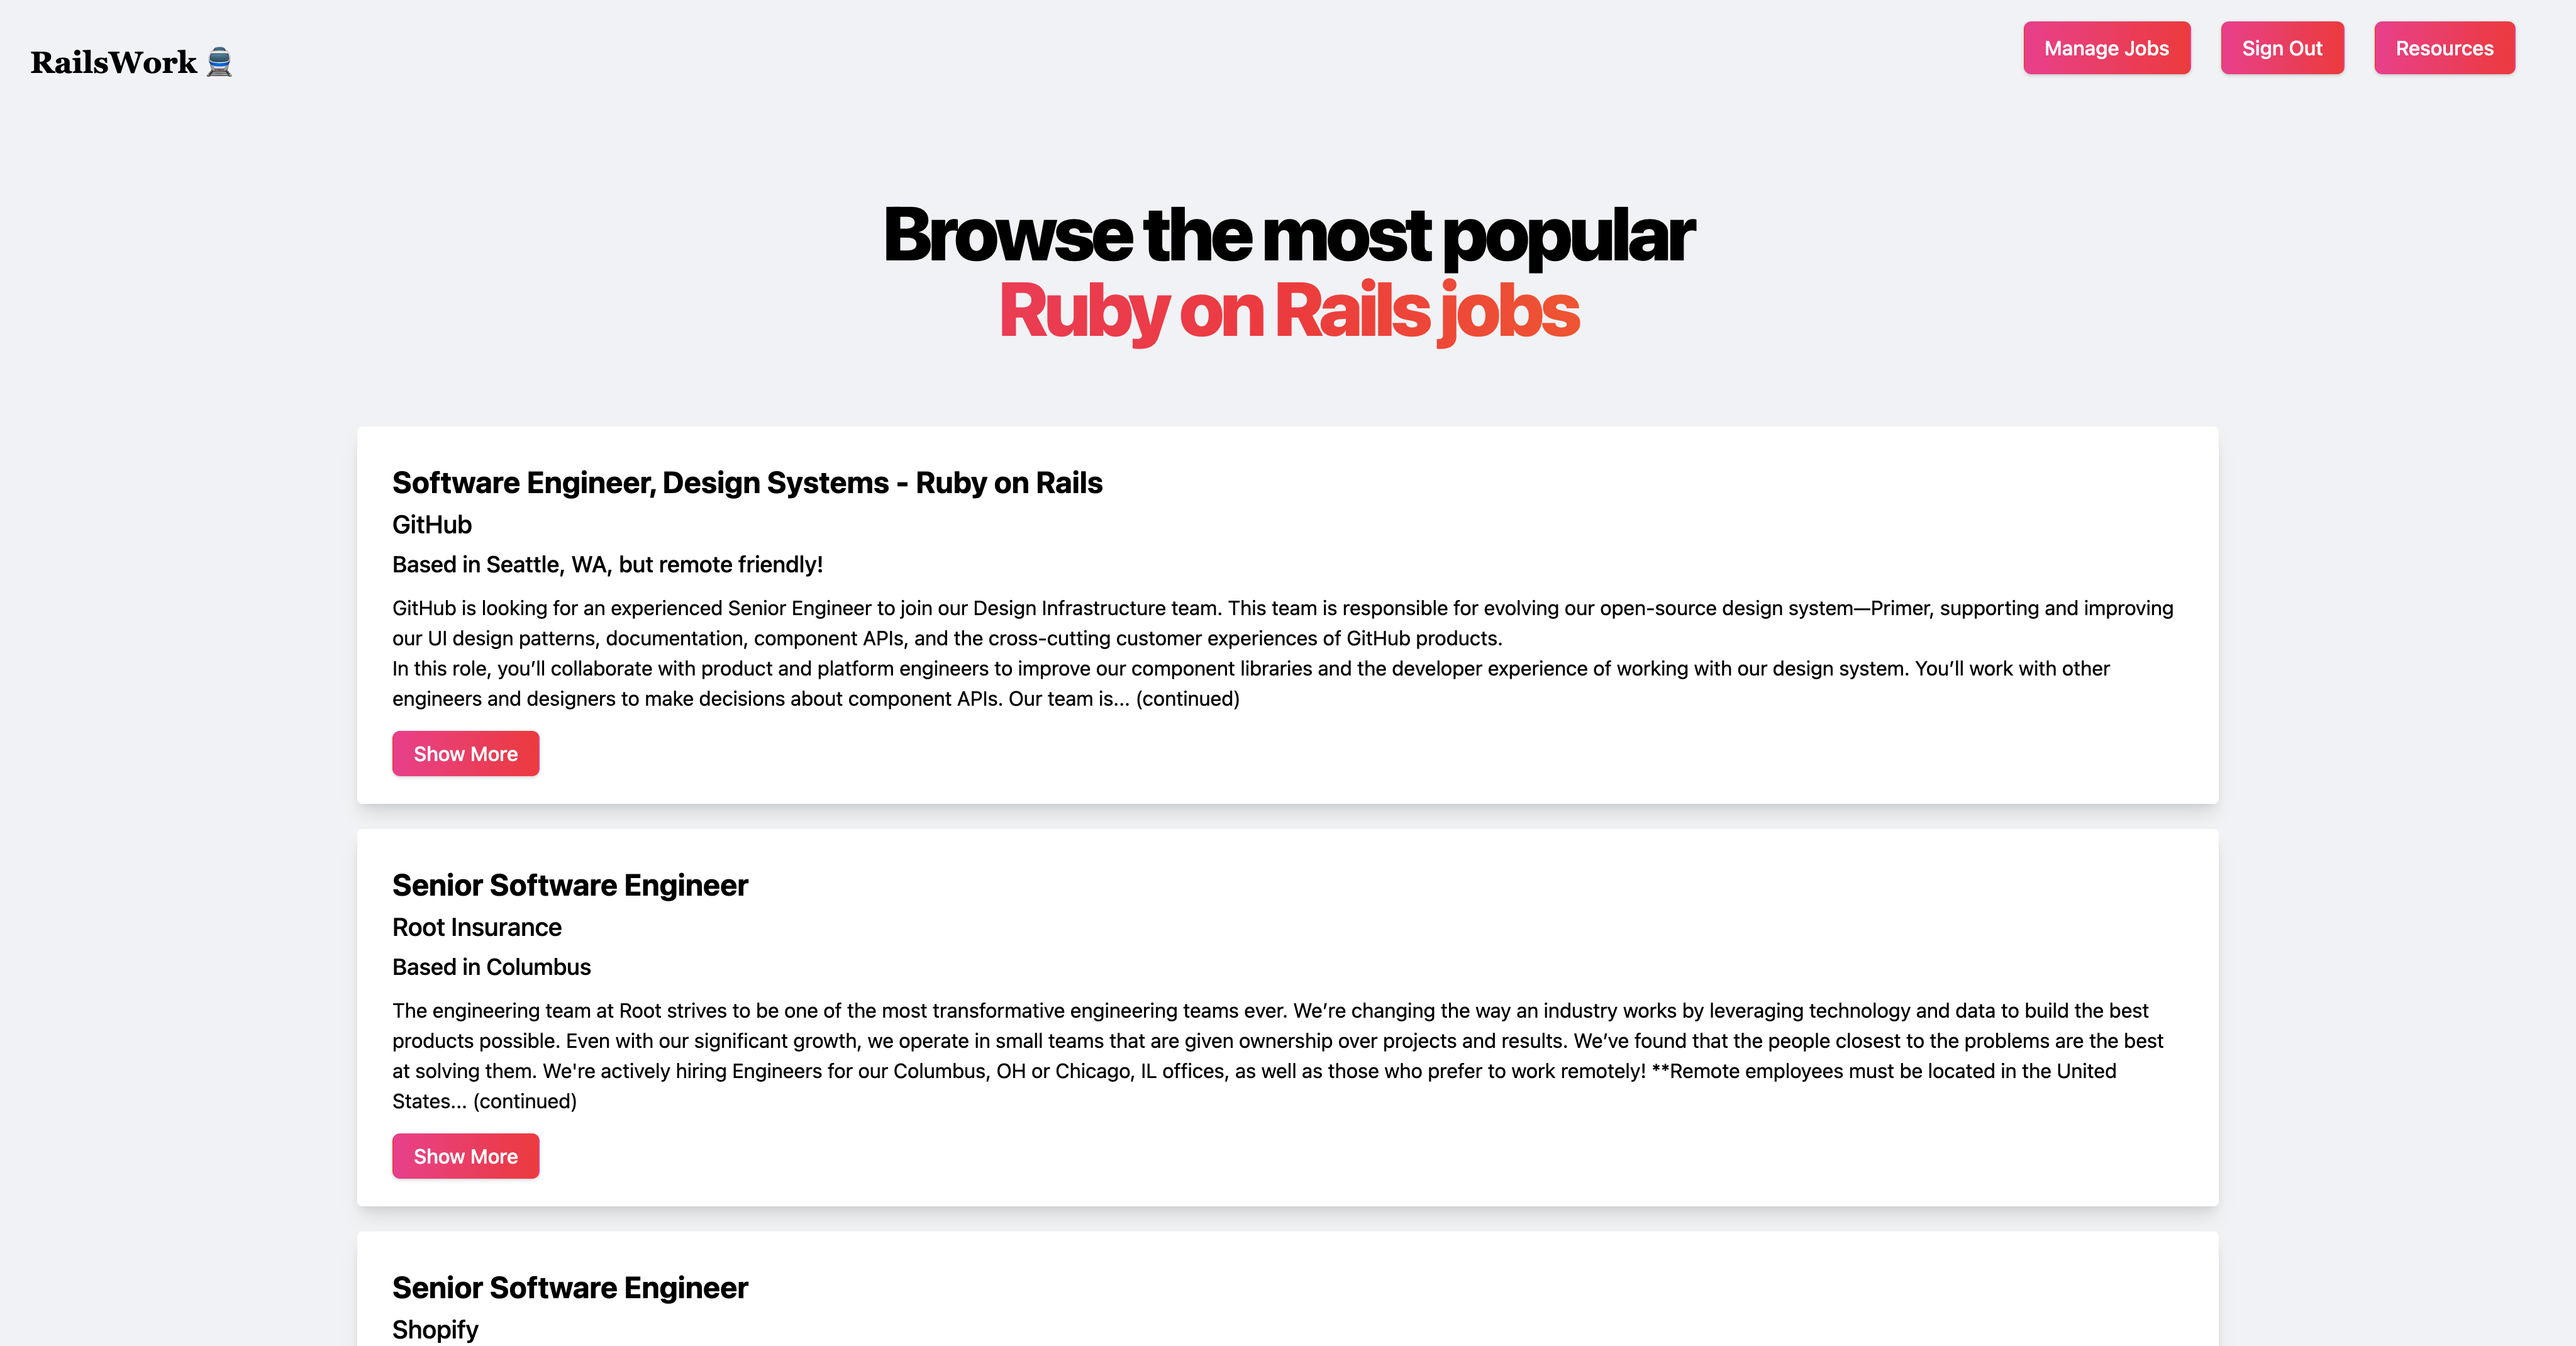 RailsWork
Manage Jobs
Sign Out
Resources
Browse the most popular
Ruby on Rails jobs
Software Engineer, Design Systems - Ruby on Rails
GitHub
Based in Seattle, WA, but remote friendly!
GitHub is looking for an experienced Senior Engineer to join our Design Infrastructure team. This team is responsible for evolving our open-source design system—Primer, supporting and improving
our UI design patterns, documentation, component APIs, and the cross-cutting customer experiences of GitHub products.
In this role, you’ll collaborate with product and platform engineers to improve our component libraries and the developer experience of working with our design system. You’ll work with other
engineers and designers to make decisions about component APIs. Our team is... (continued)
Show More
Senior Software Engineer
Root Insurance
Based in Columbus
The engineering team at Root strives to be one of the most transformative engineering teams ever. We’re changing the way an industry works by leveraging technology and data to build the best
products possible. Even with our significant growth, we operate in small teams that are given ownership over projects and results. We’ve found that the people closest to the problems are the best
at solving them. We're actively hiring Engineers for our Columbus, OH or Chicago, IL offices, as well as those who prefer to work remotely! **Remote employees must be located in the United
States... (continued)
Show More
Senior Software Engineer
Shopify